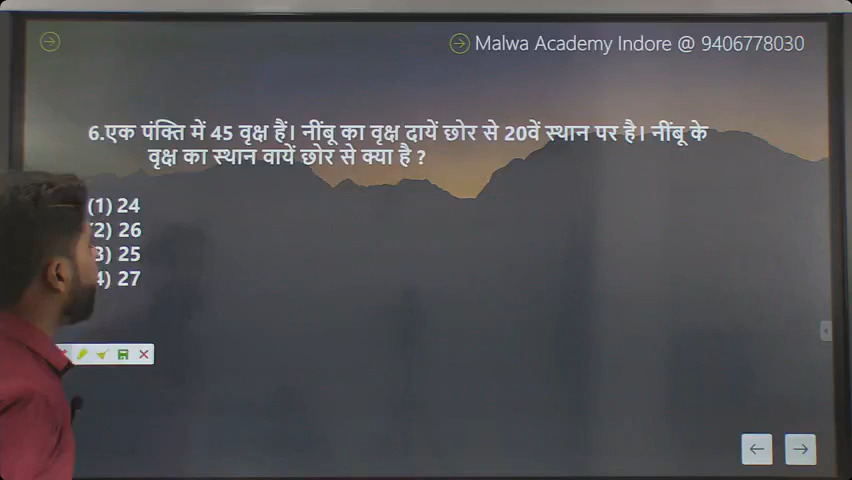 Malwa Academy Indore @ 9406778030
6.एक पंक्ति में 45 वृक्ष हैं। नींबू का वृक्ष दायें छोर से 20वें स्थान पर है। नींबू के
वृक्ष का स्थान वायें छोर से क्या है ?
(1) 24
(2) 26
3) 25
4) 27